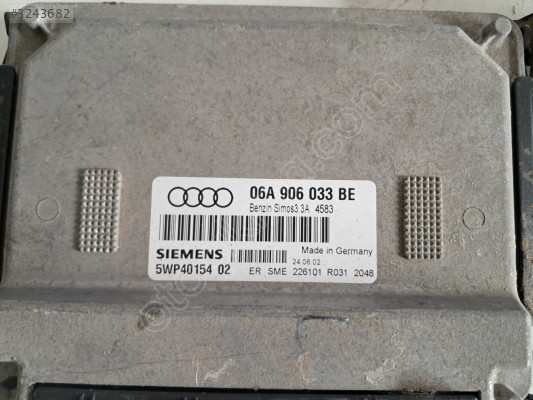 #3243682
06A 906 033 BE
Benzin Simos3 3A 4583
SIEMENS
Made in Germany
24.06.02
5WP40154 02
ER SME 226101 R031 2048